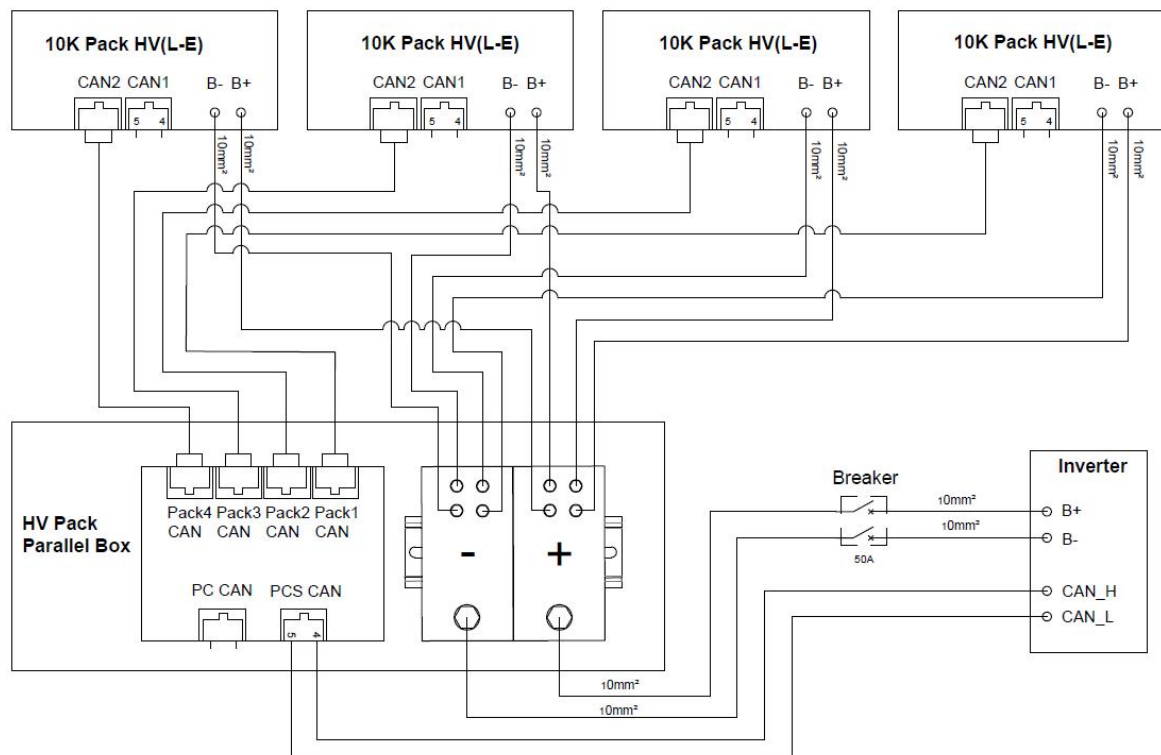 10K Pack HV(L-E)
CAN2 CAN1
B- B+
5 4
10mm²
10mm²
10K Pack HV(L-E)
CAN2 CAN1
B- B+
5 4
10mm²
10mm²
10K Pack HV(L-E)
CAN2 CAN1
B- B+
5 4
10mm²
10mm²
10K Pack HV(L-E)
CAN2 CAN1
B- B+
5 4
10mm²
10mm²
HV Pack
Parallel Box
Pack4 Pack3 Pack2 Pack1
CAN CAN CAN CAN
PC CAN PCS CAN
5 4
- +
Breaker
50A
10mm²
10mm²
10mm²
10mm²
Inverter
B+
B-
CAN_H
CAN_L